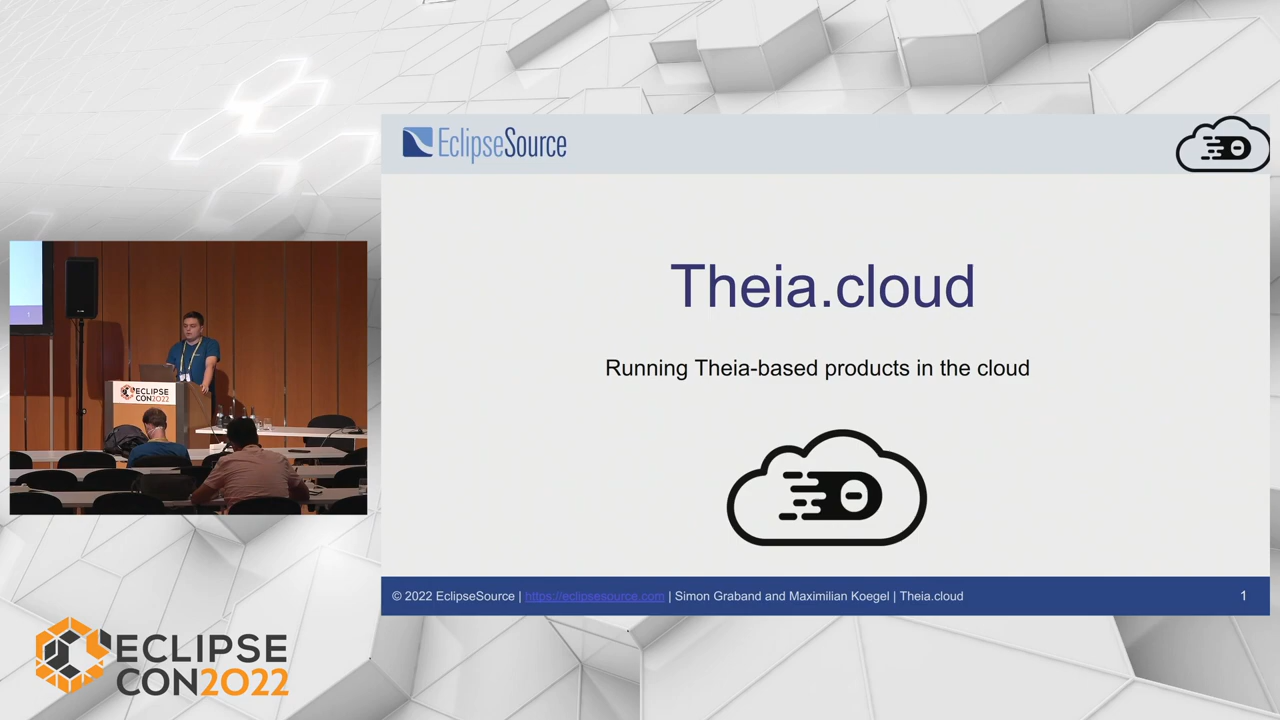 EclipseSource
Theia.cloud
Running Theia-based products in the cloud
© 2022 EclipseSource | https://eclipsesource.com | Simon Graband and Maximilian Koegel | Theia.cloud
1
ECLIPSE
CON2022
ECLIPSE
CON2022